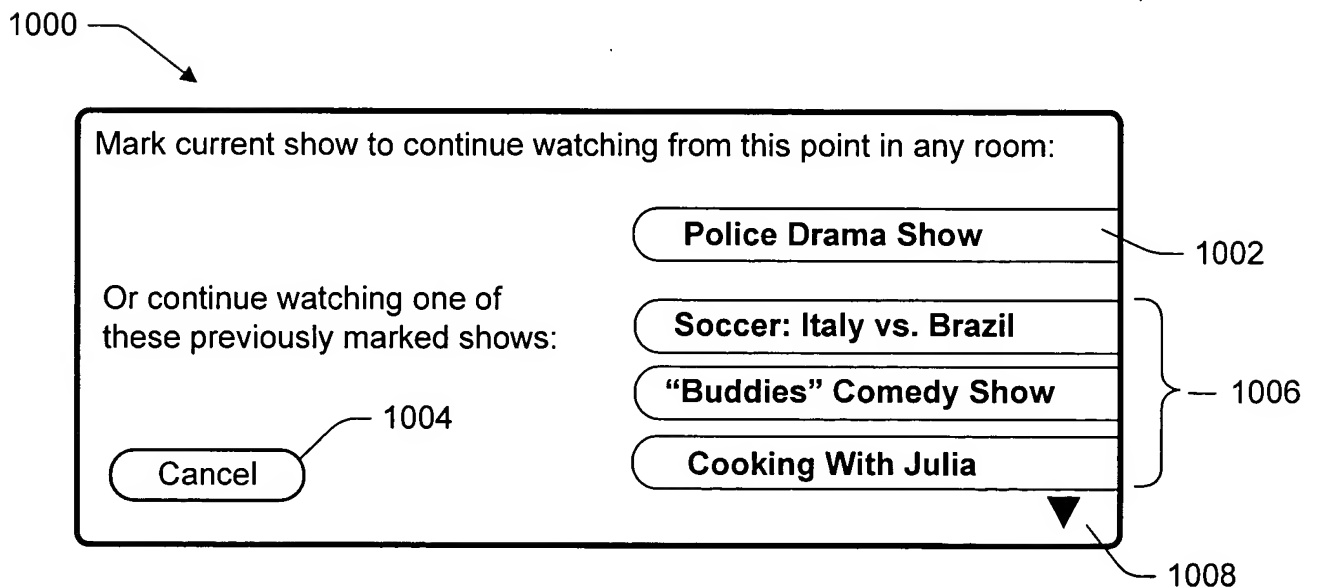 1000
Mark current show to continue watching from this point in any room:
Police Drama Show
1002
Or continue watching one of
these previously marked shows:
Soccer: Italy vs. Brazil
“Buddies” Comedy Show
1006
1004
Cancel
Cooking With Julia
1008